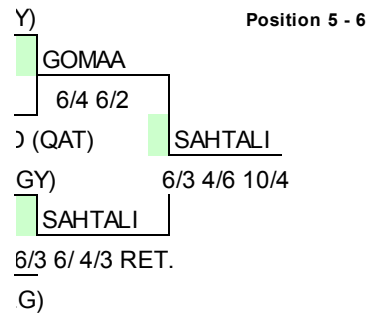 Y)
Position 5 - 6
GOMAA
6/4 6/2
(QAT)
SAHTALI
GY)
6/3 4/6 10/4
SAHTALI
6/3 6/ 4/3 RET.
G)